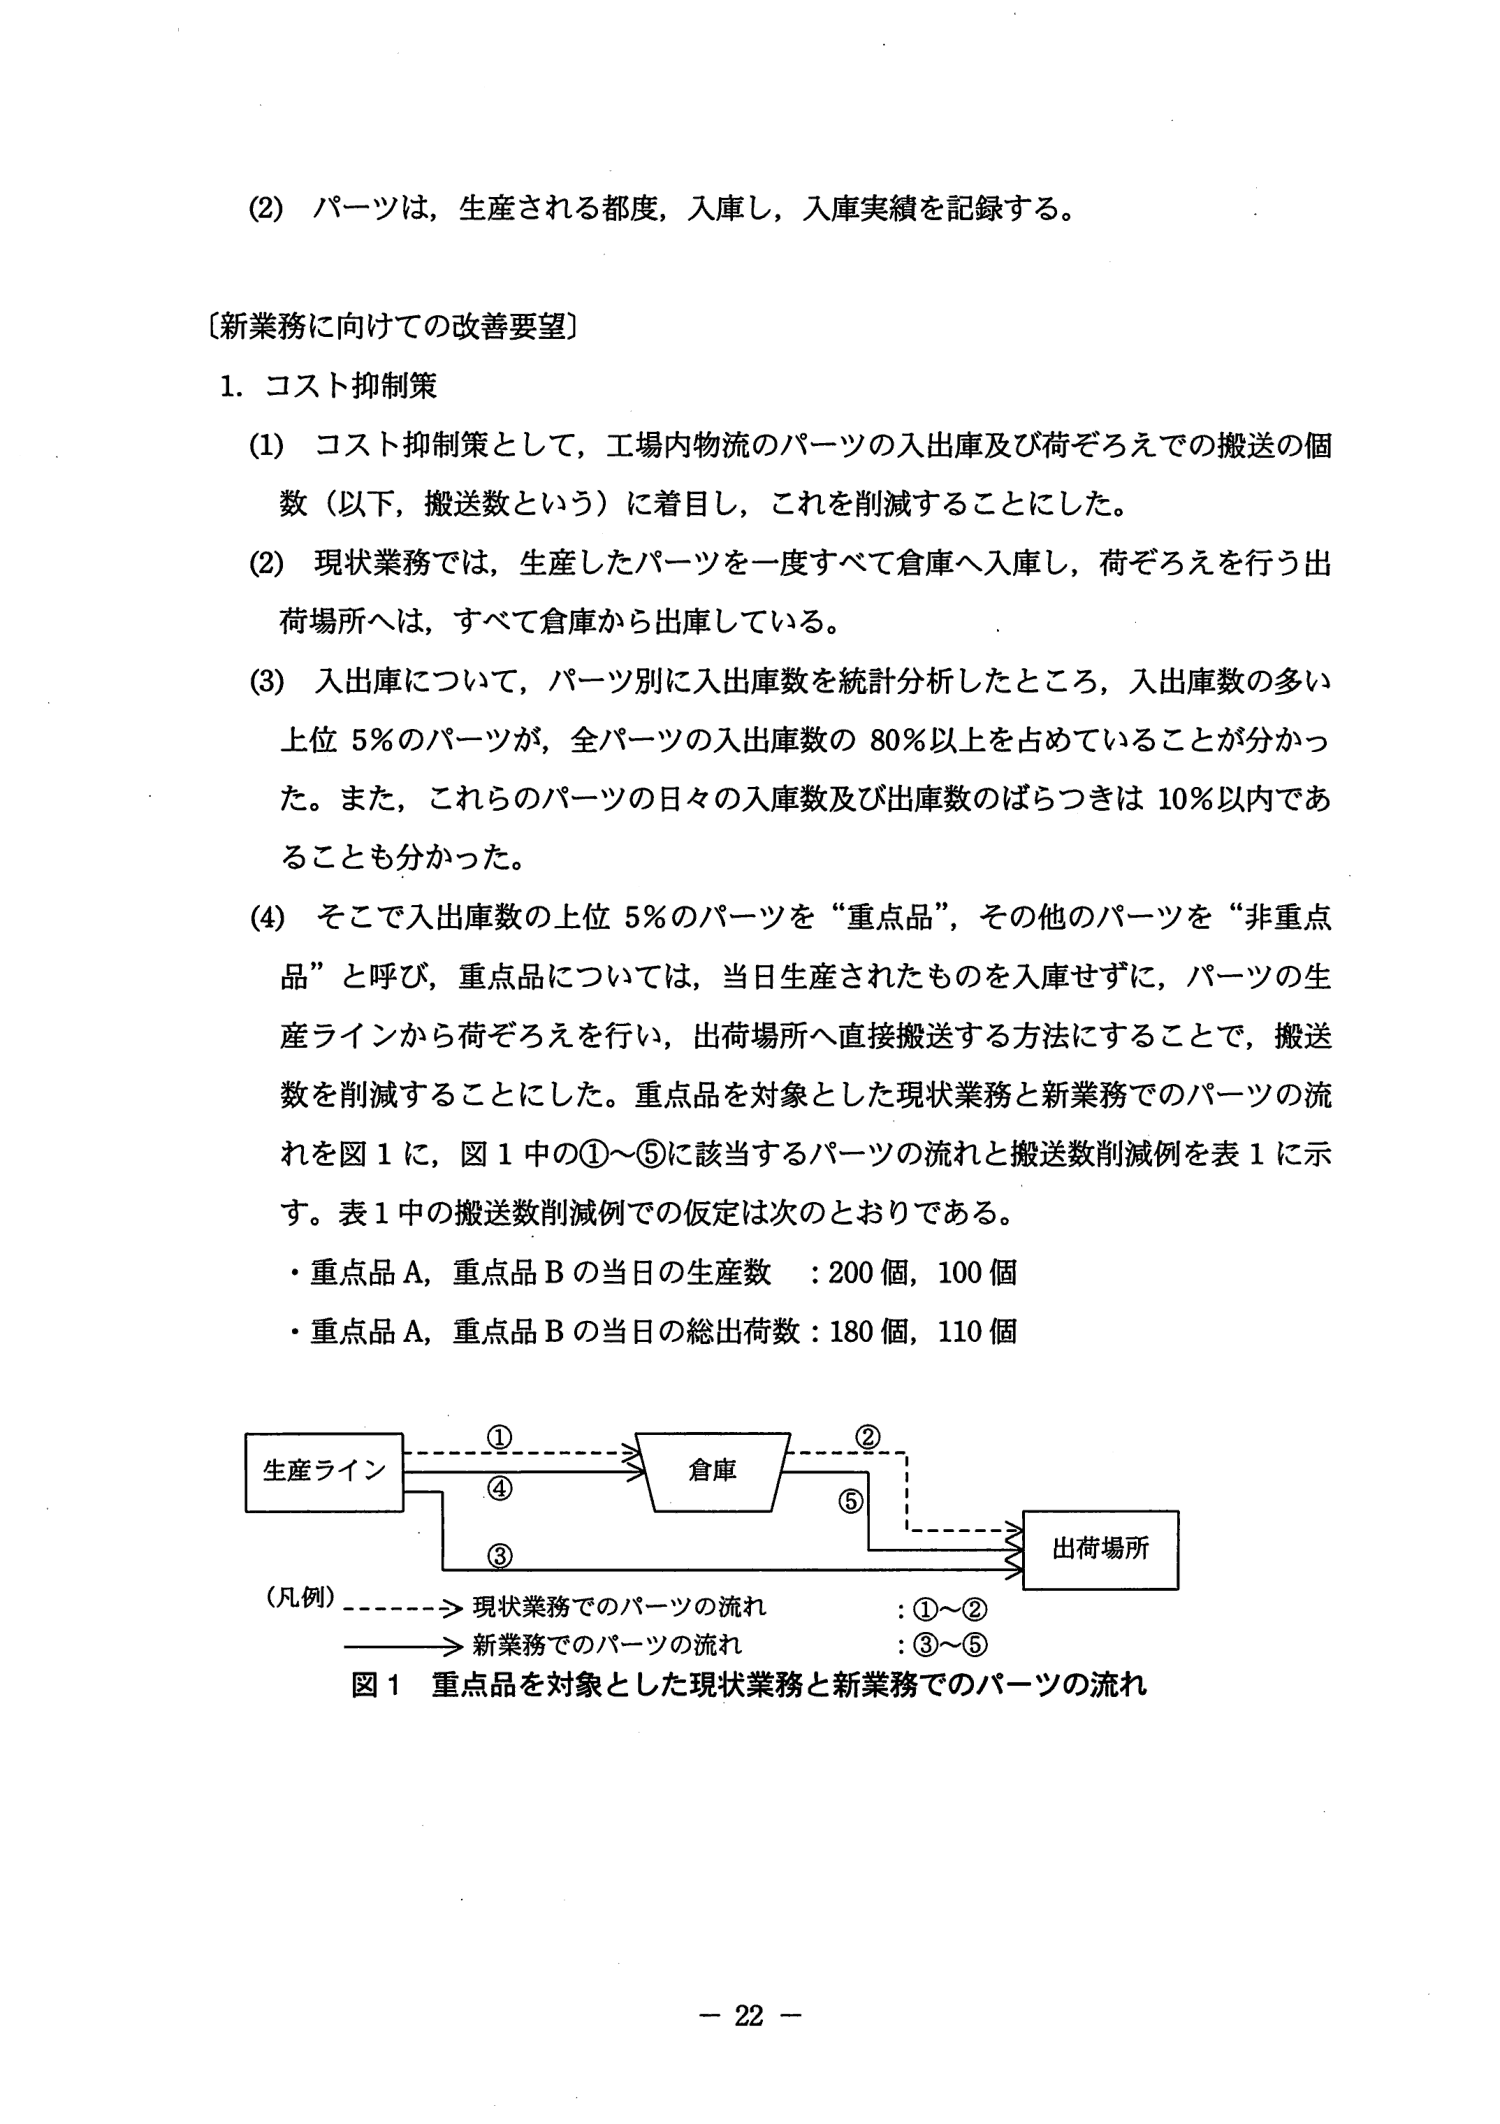 (2) パーツは，生産される都度，入庫し，入庫実績を記録する。
〔新業務に向けての改善要望〕
1. コスト抑制策
(1) コスト抑制策として，工場内物流のパーツの入出庫及び荷ぞろえでの搬送の個
数（以下，搬送数という）に着目し，これを削減することにした。
(2) 現状業務では，生産したパーツを一度すべて倉庫へ入庫し，荷ぞろえを行う出
荷場所へは，すべて倉庫から出庫している。
(3) 入出庫について，パーツ別に入出庫数を統計分析したところ，入出庫数の多い
上位 5%のパーツが，全パーツの入出庫数の 80%以上を占めていることが分かっ
た。また，これらのパーツの日々の入庫数及び出庫数のばらつきは 10%以内であ
ることも分かった。
(4) そこで入出庫数の上位 5%のパーツを“重点品”，その他のパーツを“非重点
品”と呼び，重点品については，当日生産されたものを入庫せずに，パーツの生
産ラインから荷ぞろえを行い，出荷場所へ直接搬送する方法にすることで，搬送
数を削減することにした。重点品を対象とした現状業務と新業務でのパーツの流
れを図 1 に，図 1 中の①～⑤に該当するパーツの流れと搬送数削減例を表 1 に示
す。表 1 中の搬送数削減例での仮定は次のとおりである。
・重点品 A，重点品 B の当日の生産数 ：200 個，100 個
・重点品 A，重点品 B の当日の総出荷数：180 個，110 個
① ②
生産ライン 倉庫
④ ⑤
③ 出荷場所
（凡例） 現状業務でのパーツの流れ ：①～②
新業務でのパーツの流れ ：③～⑤
図 1 重点品を対象とした現状業務と新業務でのパーツの流れ
－ 22 －